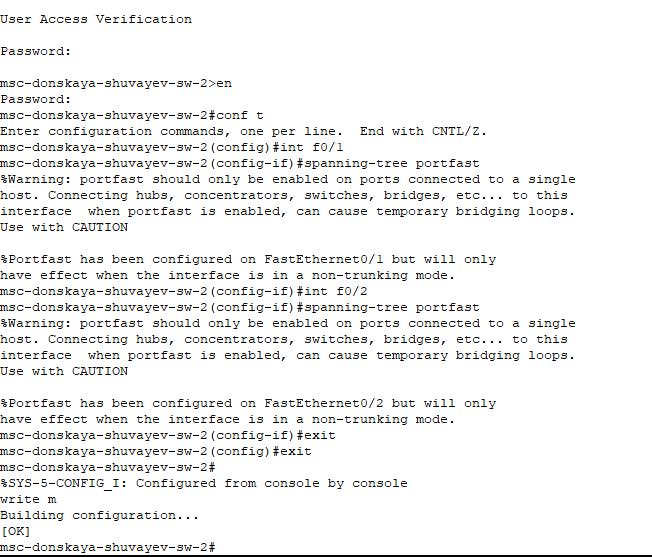 User Access Verification
Password:
msc-donskaya-shuvayev-sw-2>en
Password:
msc-donskaya-shuvayev-sw-2#conf t
Enter configuration commands, one per line.  End with CNTL/Z.
msc-donskaya-shuvayev-sw-2(config)#int f0/1
msc-donskaya-shuvayev-sw-2(config-if)#spanning-tree portfast
%Warning: portfast should only be enabled on ports connected to a single
host. Connecting hubs, concentrators, switches, bridges, etc... to this
interface  when portfast is enabled, can cause temporary bridging loops.
Use with CAUTION
%Portfast has been configured on FastEthernet0/1 but will only
have effect when the interface is in a non-trunking mode.
msc-donskaya-shuvayev-sw-2(config-if)#int f0/2
msc-donskaya-shuvayev-sw-2(config-if)#spanning-tree portfast
%Warning: portfast should only be enabled on ports connected to a single
host. Connecting hubs, concentrators, switches, bridges, etc... to this
interface  when portfast is enabled, can cause temporary bridging loops.
Use with CAUTION
%Portfast has been configured on FastEthernet0/2 but will only
have effect when the interface is in a non-trunking mode.
msc-donskaya-shuvayev-sw-2(config-if)#exit
msc-donskaya-shuvayev-sw-2(config)#exit
msc-donskaya-shuvayev-sw-2#
%SYS-5-CONFIG_I: Configured from console by console
write m
Building configuration...
[OK]
msc-donskaya-shuvayev-sw-2#